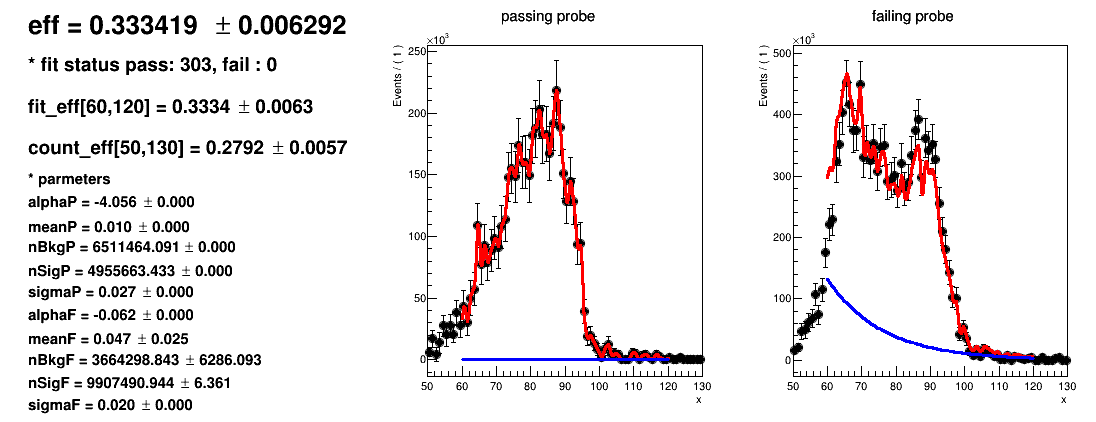 eff = 0.333419 ± 0.006292
* fit status pass: 303, fail : 0
fit_eff[60,120] = 0.3334 ± 0.0063
count_eff[50,130] = 0.2792 ± 0.0057
* parmeters
alphaP = -4.056 ± 0.000
meanP = 0.010 ± 0.000
nBkgP = 6511464.091 ± 0.000
nSigP = 4955663.433 ± 0.000
sigmaP = 0.027 ± 0.000
alphaF = -0.062 ± 0.000
meanF = 0.047 ± 0.025
nBkgF = 3664298.843 ± 6286.093
nSigF = 9907490.944 ± 6.361
sigmaF = 0.020 ± 0.000
passing probe
×10³
Events / ( 1 )
250
200
150
100
50
0
50 60 70 80 90 100 110 120 130
x
failing probe
×10³
Events / ( 1 )
500
400
300
200
100
0
50 60 70 80 90 100 110 120 130
x